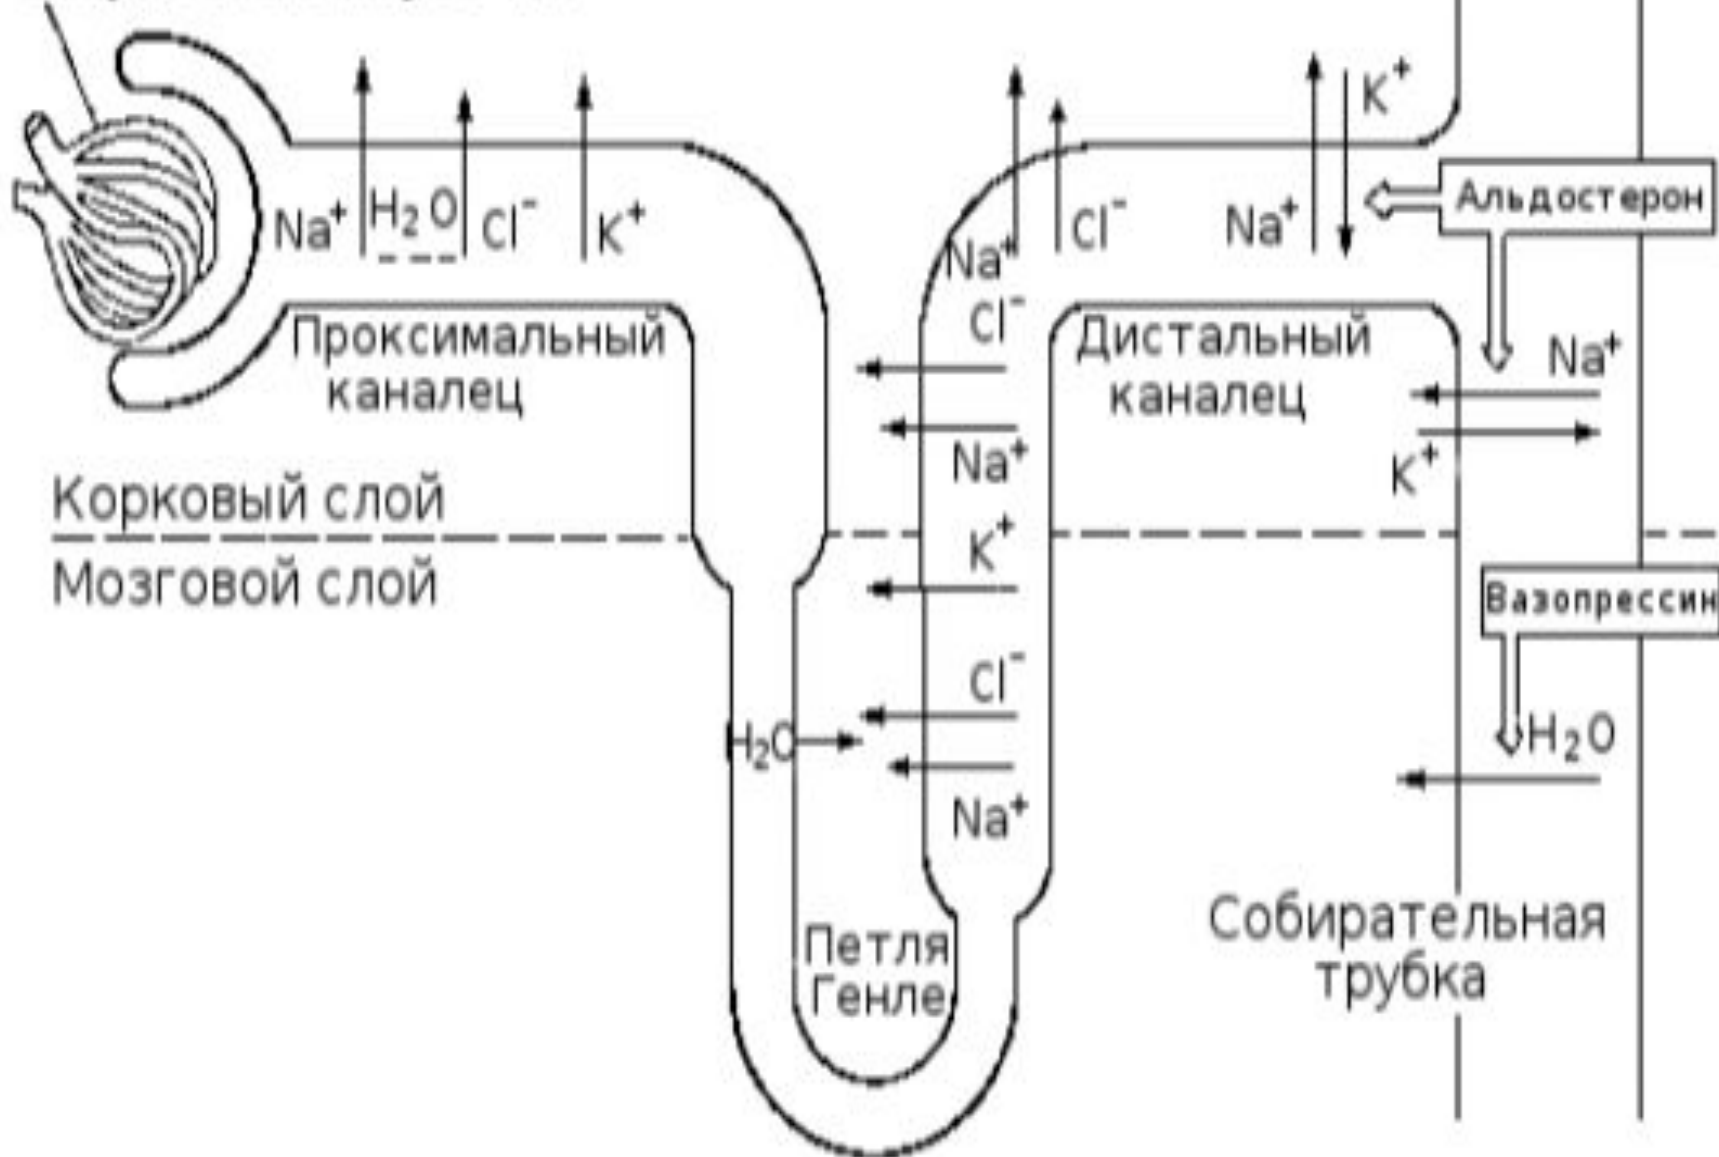 K⁺
Na⁺ H₂O Cl⁻ K⁺
Na⁺ Cl⁻
Na⁺
Альдостерон
Cl⁻
Проксимальный
каналец
Дистальный
каналец
Na⁺
Na⁺
K⁺
Корковый слой
K⁺
Мозговой слой
Вазопрессин
Cl⁻
H₂O
H₂O
Na⁺
Петля
Генле
Собирательная
трубка